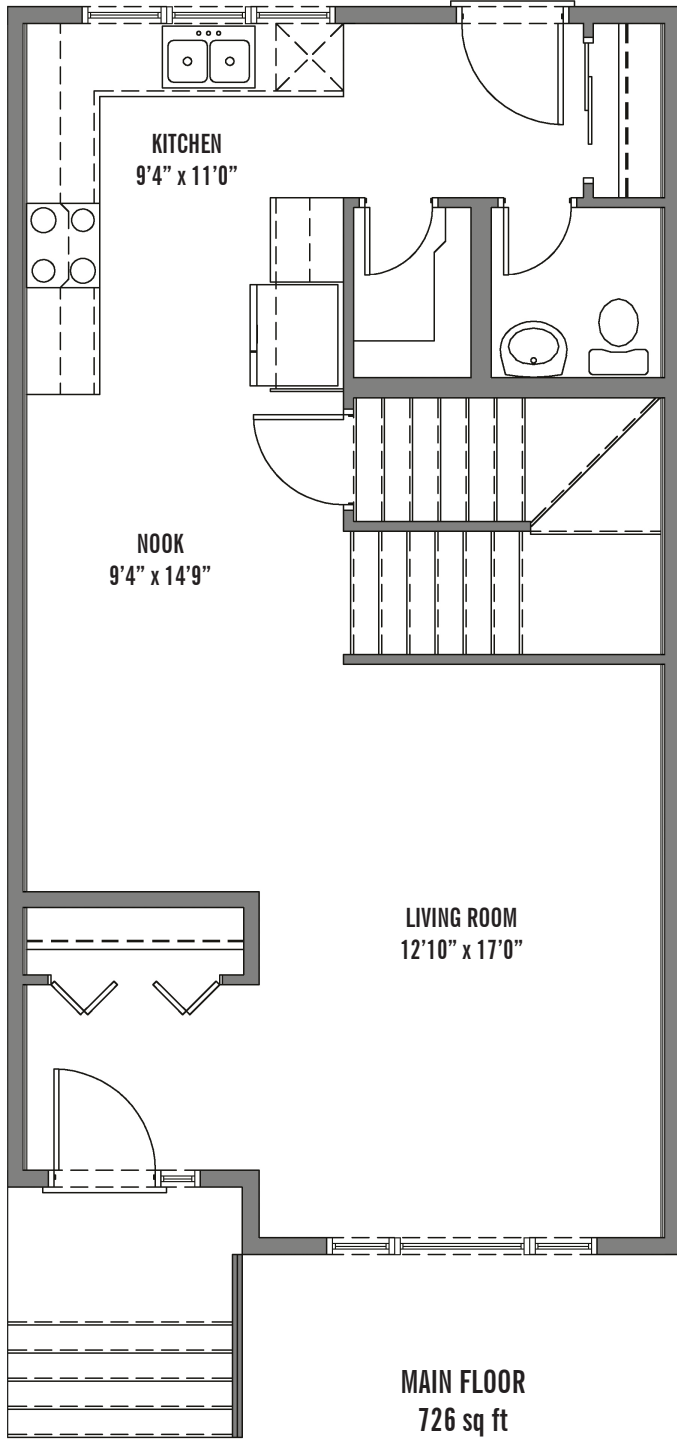 KITCHEN
9’4” x 11’0”
NOOK
9’4” x 14’9”
LIVING ROOM
12’10” x 17’0”
MAIN FLOOR
726 sq ft